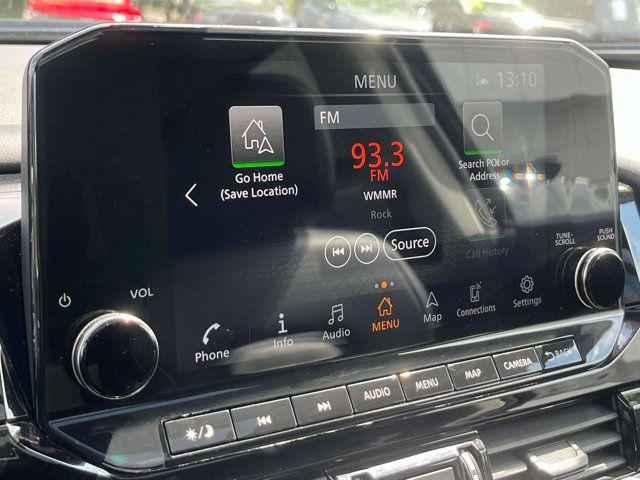 MENU
13:10
FM
Go Home
(Save Location)
93.3
FM
WMMR
Rock
Source
Search POI or
Address
Call History
TUNE-
SCROLL
PUSH
SOUND
VOL
Phone
Info
Audio
MENU
Map
Connections
Settings
AUDIO
MENU
MAP
CAMERA
BACK